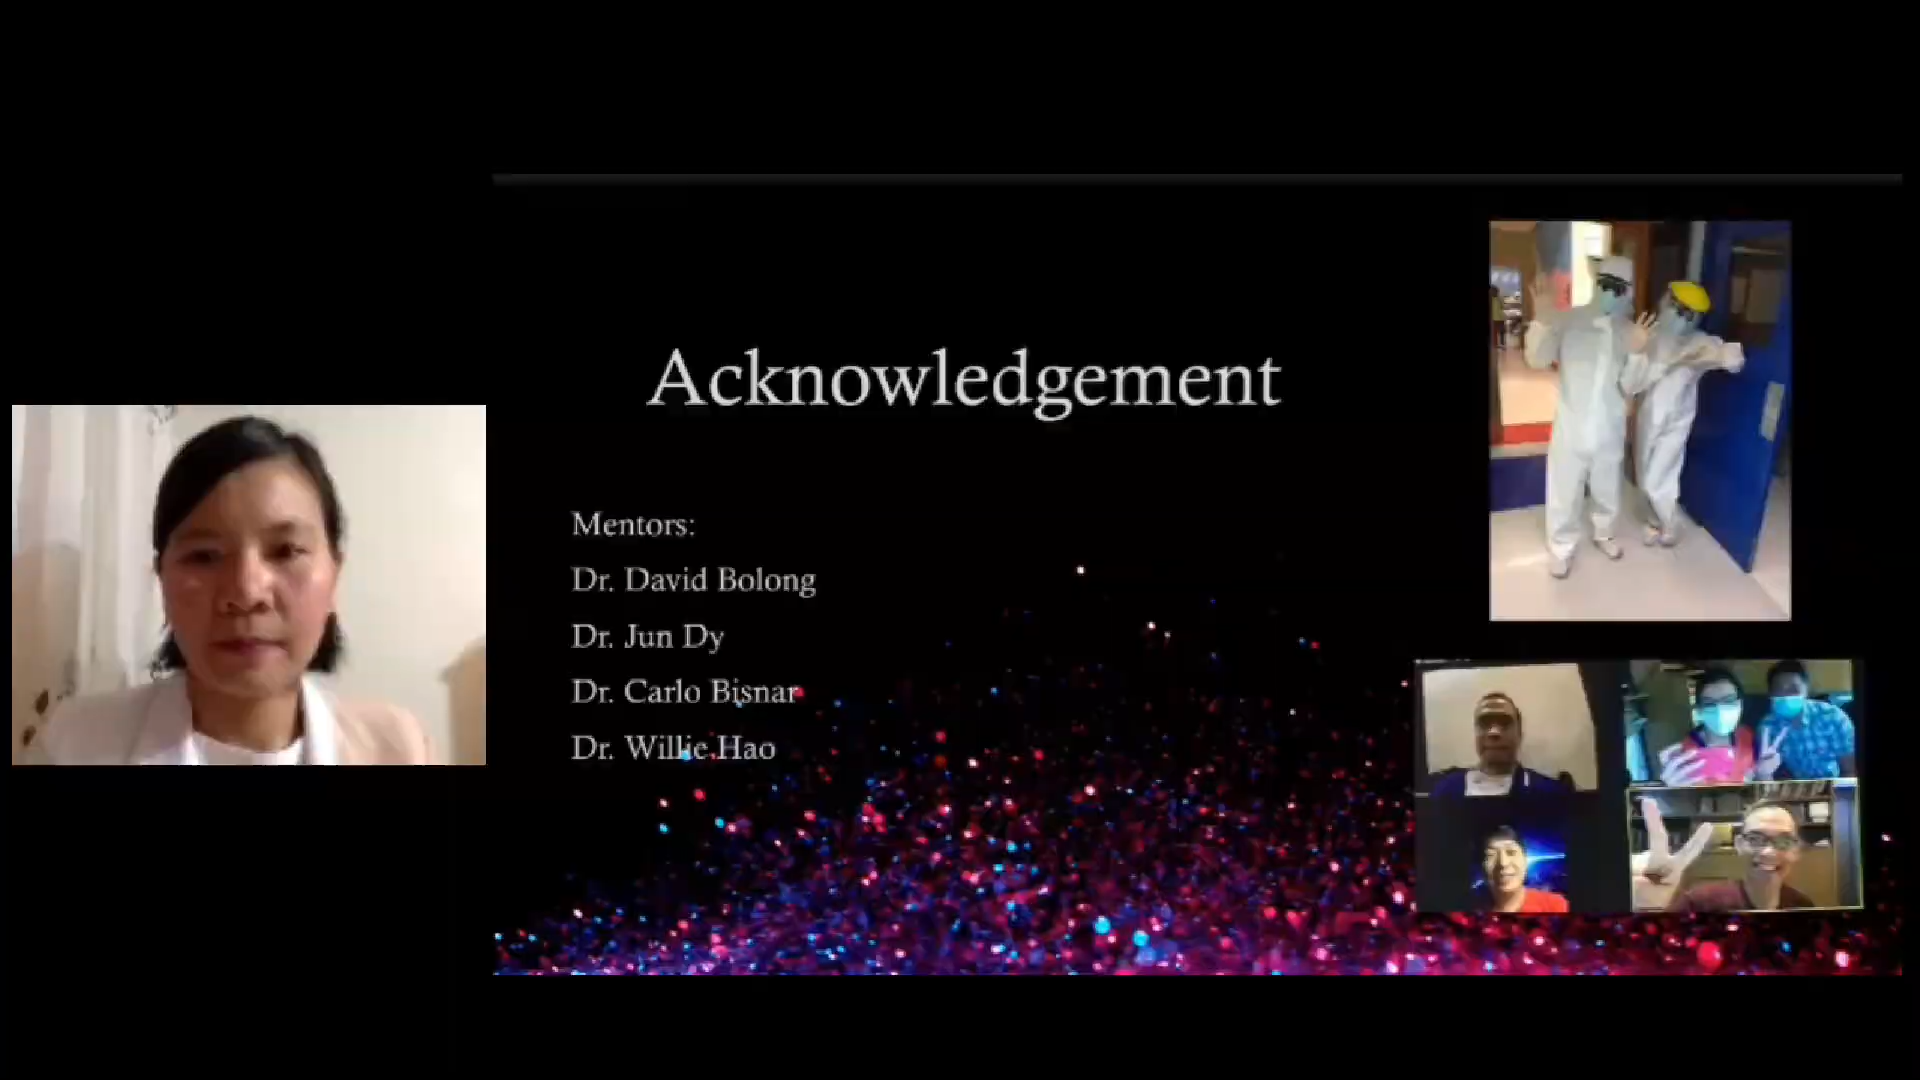 Acknowledgement
Mentors:
Dr. David Bolong
Dr. Jun Dy
Dr. Carlo Bisnar
Dr. Willie Hao